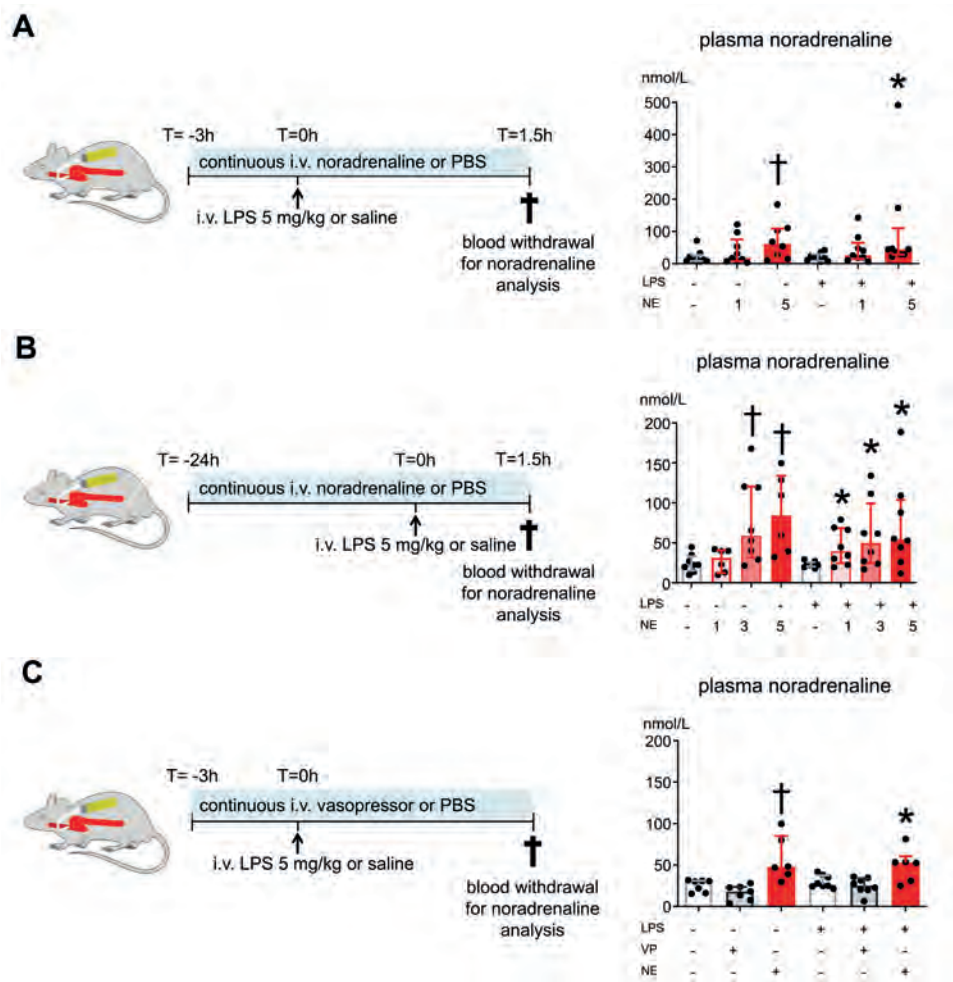 A
plasma noradrenaline
nmol/L
500
400
300
200
100
0
T= -3h T=0h T=1.5h
continuous i.v. noradrenaline or PBS
i.v. LPS 5 mg/kg or saline
blood withdrawal
for noradrenaline
analysis
†
*
LPS - - - + + +
NE - 1 5 - 1 5
B
plasma noradrenaline
nmol/L
200
150
100
50
0
T= -24h T=0h T=1.5h
continuous i.v. noradrenaline or PBS
i.v. LPS 5 mg/kg or saline
blood withdrawal
for noradrenaline
analysis
† † * * *
LPS - - - - + + + +
NE - 1 3 5 - 1 3 5
C
plasma noradrenaline
nmol/L
200
150
100
50
0
T= -3h T=0h
continuous i.v. vasopressor or PBS
i.v. LPS 5 mg/kg or saline
blood withdrawal
for noradrenaline
analysis
† *
LPS - - - + + +
VP - + - - + -
NE - - + - - +